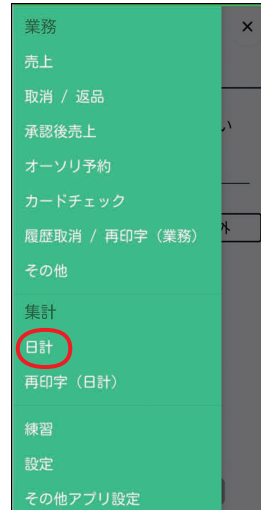 業務
×
売上
取消 / 返品
承認後売上
い
オーソリ予約
カードチェック
履歴取消 / 再印字（業務）
外
その他
集計
日計
再印字（日計）
練習
設定
その他アプリ設定